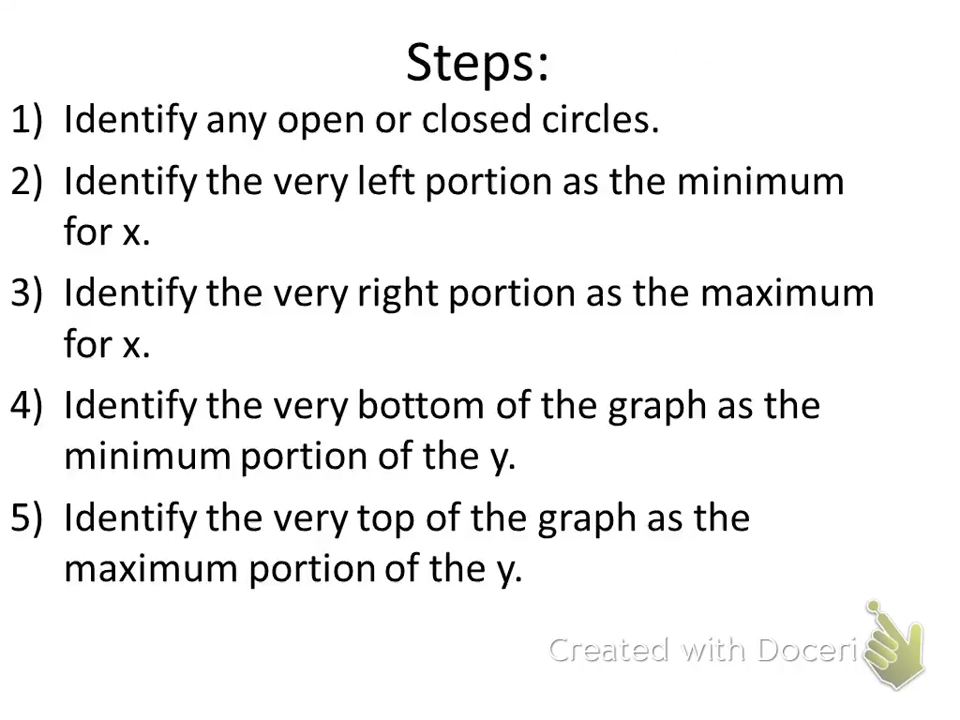 Steps:
1) Identify any open or closed circles.
2) Identify the very left portion as the minimum
for x.
3) Identify the very right portion as the maximum
for x.
4) Identify the very bottom of the graph as the
minimum portion of the y.
5) Identify the very top of the graph as the
maximum portion of the y.
Created with Doceri